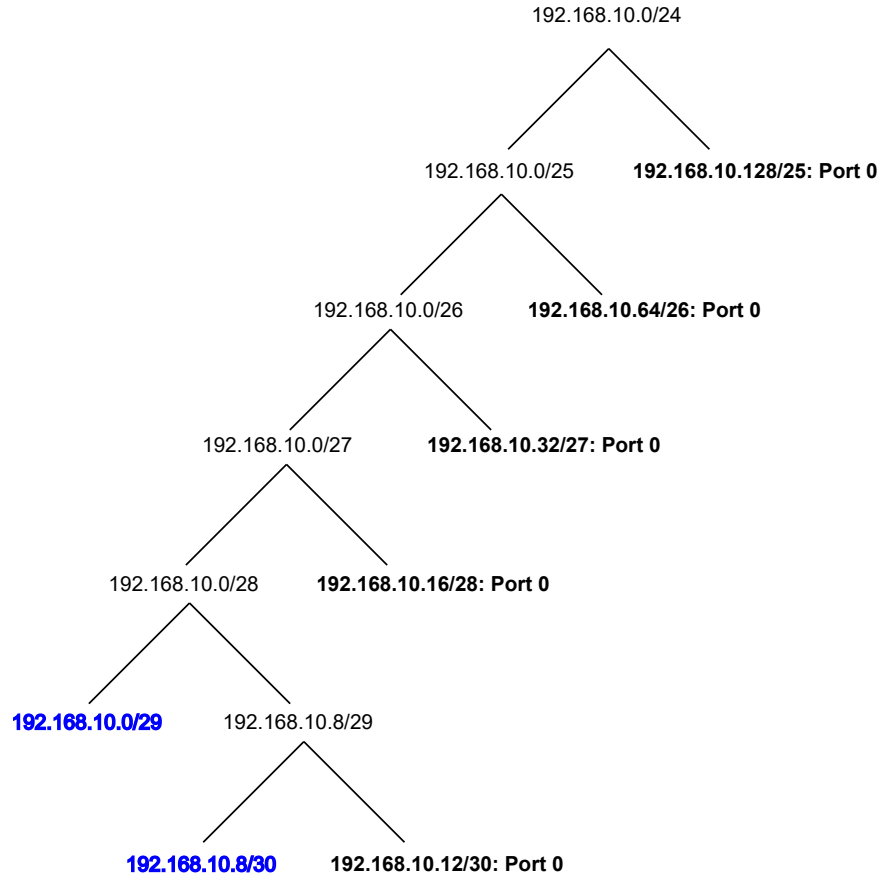 192.168.10.0/24
192.168.10.0/25
192.168.10.128/25: Port 0
192.168.10.0/26
192.168.10.64/26: Port 0
192.168.10.0/27
192.168.10.32/27: Port 0
192.168.10.0/28
192.168.10.16/28: Port 0
192.168.10.0/29
192.168.10.8/29
192.168.10.8/30
192.168.10.12/30: Port 0